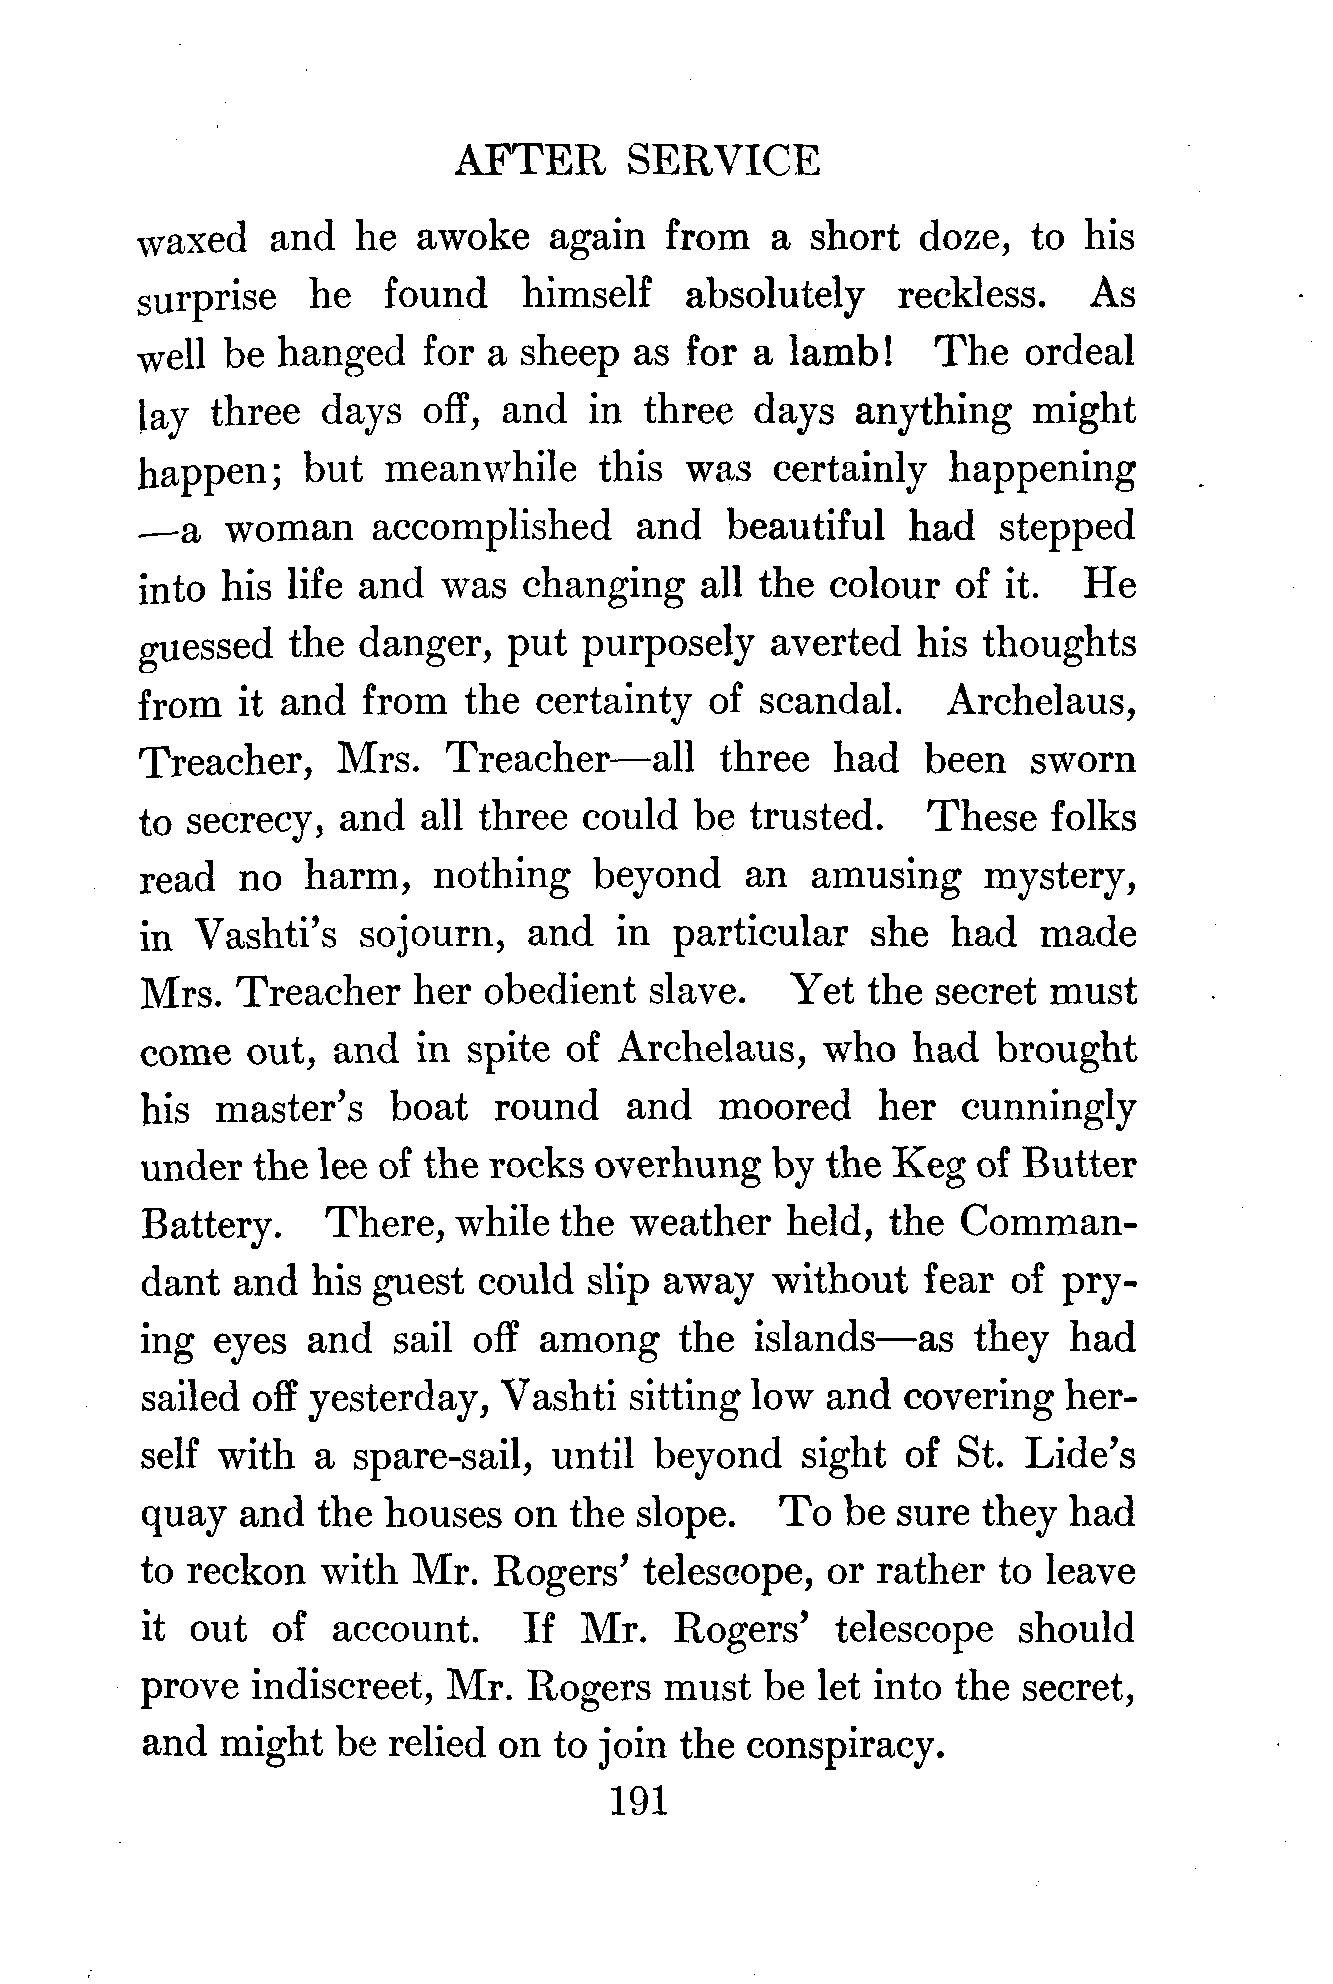 AFTER SERVICE
waxed and he awoke again from a short doze, to his
surprise he found himself absolutely reckless. As
well be hanged for a sheep as for a lamb! The ordeal
lay three days off, and in three days anything might
happen; but meanwhile this was certainly happening
—a woman accomplished and beautiful had stepped
into his life and was changing all the colour of it. He
guessed the danger, put purposely averted his thoughts
from it and from the certainty of scandal. Archelaus,
Treacher, Mrs. Treacher—all three had been sworn
to secrecy, and all three could be trusted. These folks
read no harm, nothing beyond an amusing mystery,
in Vashti's sojourn, and in particular she had made
Mrs. Treacher her obedient slave. Yet the secret must
come out, and in spite of Archelaus, who had brought
his master's boat round and moored her cunningly
under the lee of the rocks overhung by the Keg of Butter
Battery. There, while the weather held, the Comman-
dant and his guest could slip away without fear of pry-
ing eyes and sail off among the islands—as they had
sailed off yesterday, Vashti sitting low and covering her-
self with a spare-sail, until beyond sight of St. Lide's
quay and the houses on the slope. To be sure they had
to reckon with Mr. Rogers' telescope, or rather to leave
it out of account. If Mr. Rogers' telescope should
prove indiscreet, Mr. Rogers must be let into the secret,
and might be relied on to join the conspiracy.
191